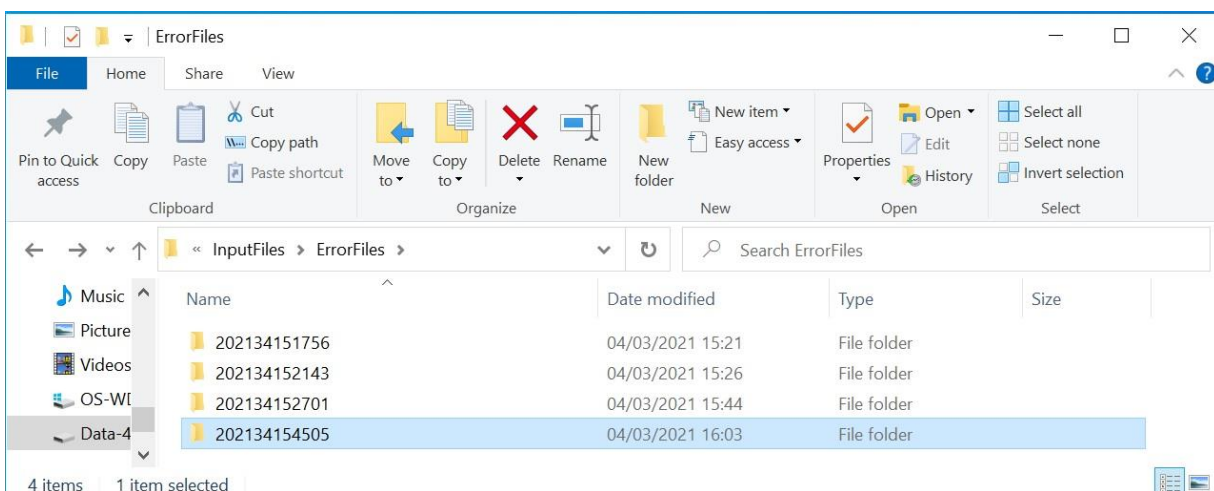 ErrorFiles
File Home Share View
Pin to Quick access Copy Paste Cut Copy path Paste shortcut
Move to Copy to Delete Rename
New folder New item Easy access
Properties Open Edit History
Select all Select none Invert selection
Clipboard Organize New Open Select
« InputFiles > ErrorFiles > Search ErrorFiles
Name Date modified Type Size
Music
Picture
Videos
OS-W
Data-4
202134151756 04/03/2021 15:21 File folder
202134152143 04/03/2021 15:26 File folder
202134152701 04/03/2021 15:44 File folder
202134154505 04/03/2021 16:03 File folder
4 items 1 item selected